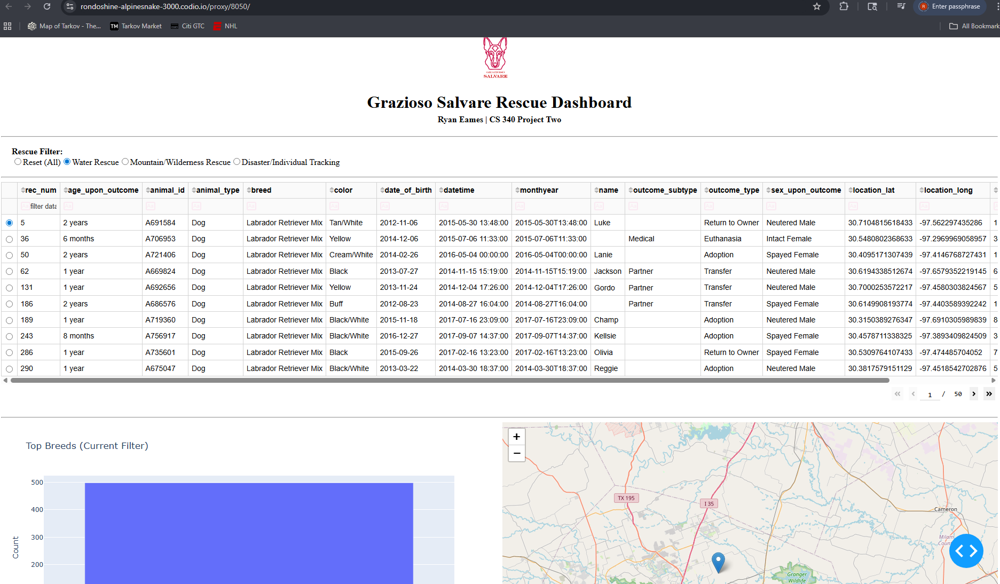 rondoshine-alpinesnake-3000.codio.io/proxy/8050/
Enter passphrase
Map of Tarkov - The...
TM Tarkov Market
Citi GTC
NHL
All Bookmark
GRAZIOSO
SALVARE
Grazioso Salvare Rescue Dashboard
Ryan Eames | CS 340 Project Two
Rescue Filter:
Reset (All) Water Rescue Mountain/Wilderness Rescue Disaster/Individual Tracking
rec_num age_upon_outcome animal_id animal_type breed color date_of_birth datetime monthyear name outcome_subtype outcome_type sex_upon_outcome location_lat location_long
Aa filter data Aa Aa Aa Aa Aa Aa Aa Aa Aa Aa Aa Aa Aa Aa
5 2 years A691584 Dog Labrador Retriever Mix Tan/White 2012-11-06 2015-05-30 13:48:00 2015-05-30T13:48:00 Luke Return to Owner Neutered Male 30.7104815618433 -97.562297435286 1
36 6 months A706953 Dog Labrador Retriever Mix Yellow 2014-12-06 2015-07-06 11:33:00 2015-07-06T11:33:00 Medical Euthanasia Intact Female 30.5480802368633 -97.2969969058957 3
50 2 years A721406 Dog Labrador Retriever Mix Cream/White 2014-02-26 2016-05-04 00:00:00 2016-05-04T00:00:00 Lanie Adoption Spayed Female 30.4095171307439 -97.4146768727431 1
62 1 year A669824 Dog Labrador Retriever Mix Black 2013-07-27 2014-11-15 15:19:00 2014-11-15T15:19:00 Jackson Partner Transfer Neutered Male 30.6194338512674 -97.6579352219145 6
131 1 year A692656 Dog Labrador Retriever Mix Yellow 2013-11-24 2014-12-04 17:26:00 2014-12-04T17:26:00 Gordo Partner Transfer Neutered Male 30.7000253572217 -97.4580303824567 5
186 2 years A686576 Dog Labrador Retriever Mix Buff 2012-08-23 2014-08-27 16:04:00 2014-08-27T16:04:00 Partner Transfer Spayed Female 30.6149908193774 -97.4403589392242 1
189 1 year A719360 Dog Labrador Retriever Mix Black/White 2015-11-18 2017-07-16 23:09:00 2017-07-16T23:09:00 Champ Adoption Neutered Male 30.3150389276347 -97.6910305989839 8
243 8 months A756917 Dog Labrador Retriever Mix Black/White 2016-12-27 2017-09-07 14:37:00 2017-09-07T14:37:00 Kellsie Adoption Spayed Female 30.4578711338325 -97.3893409824509 3
286 1 year A735601 Dog Labrador Retriever Mix Black 2015-09-26 2017-02-16 13:23:00 2017-02-16T13:23:00 Olivia Return to Owner Spayed Female 30.5309764107433 -97.474485704052 7
290 1 year A675047 Dog Labrador Retriever Mix Black/White 2013-03-22 2014-03-30 18:37:00 2014-03-30T18:37:00 Reggie Adoption Neutered Male 30.3817579151129 -97.4518542702876 5
1 / 50
Top Breeds (Current Filter)
500
400
300
200
Count
+
−
TX 195
I 35
Cameron
Milam
Granger
Wildlife